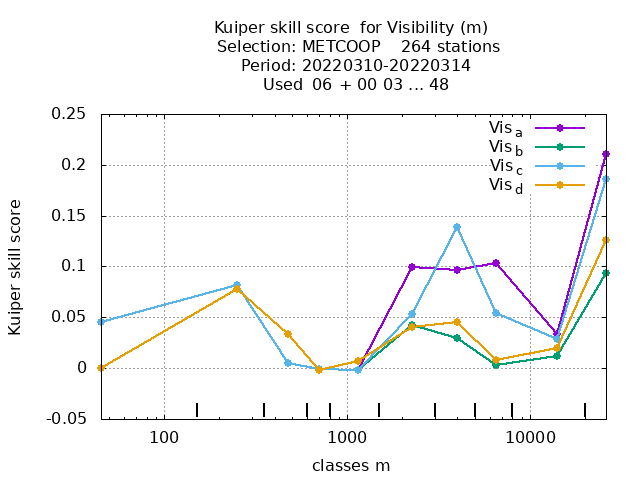 Kuiper skill score  for Visibility (m)
Selection: METCOOP    264 stations
Period: 20220310-20220314
Used  06 + 00 03 ... 48
Vis a
Vis b
Vis c
Vis d
0.25
0.2
0.15
0.1
0.05
0
-0.05
Kuiper skill score
100
1000
10000
classes m